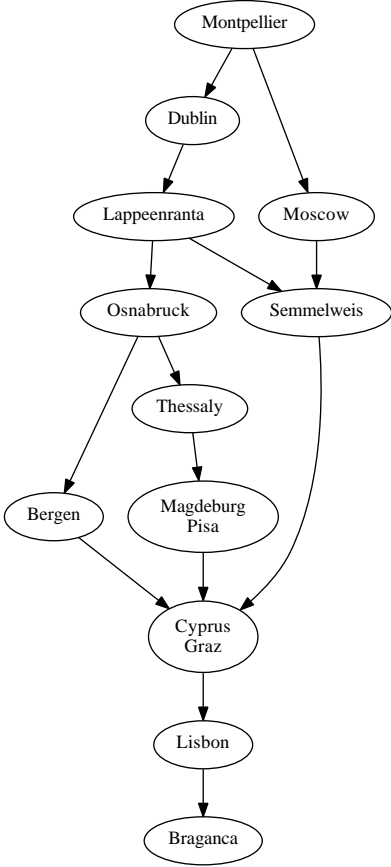 Montpellier
Dublin
Lappeenranta
Moscow
Osnabruck
Semmelweis
Thessaly
Bergen
Magdeburg
Pisa
Cyprus
Graz
Lisbon
Braganca